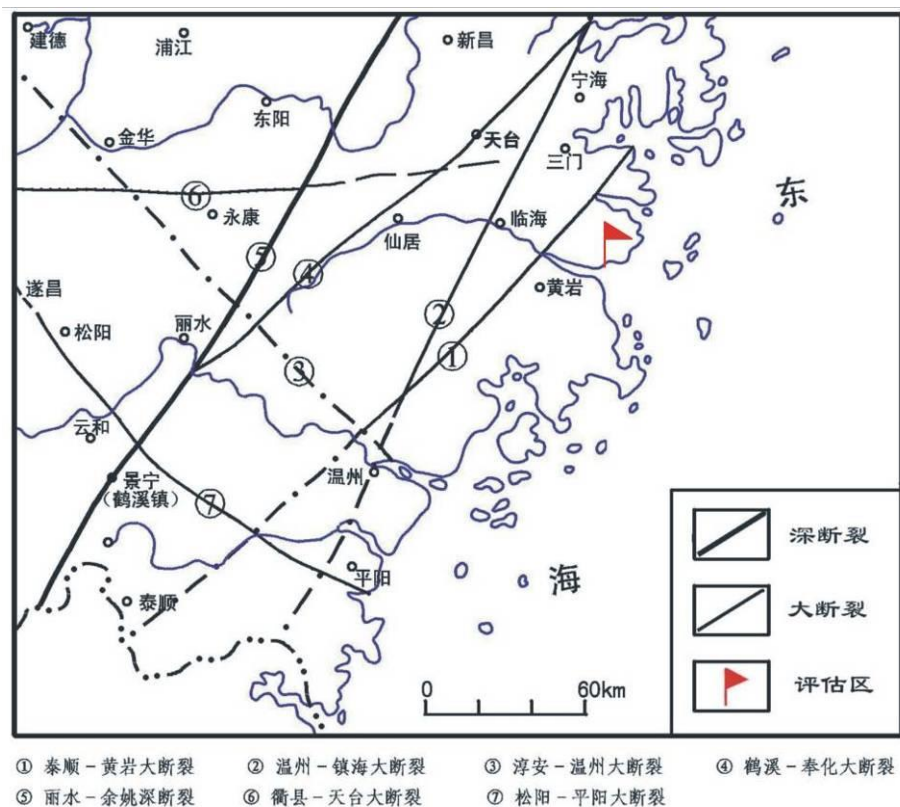 建德
浦江
新昌
宁海
东阳
金华
天台
三门
东
⑥
永康
⑤
仙居
临海
④
遂昌
黄岩
松阳
丽水
②
①
③
云和
温州
景宁
（鹤溪镇）
⑦
深断裂
平阳
海
泰顺
大断裂
评估区
0
60km
① 泰顺-黄岩大断裂 ② 温州-镇海大断裂 ③ 淳安-温州大断裂 ④ 鹤溪-奉化大断裂
⑤ 丽水-余姚深断裂 ⑥ 衢县-天台大断裂 ⑦ 松阳-平阳大断裂